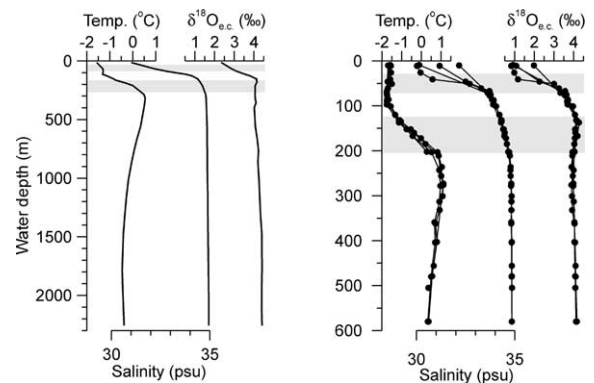 Temp. (°C) δ¹⁸Oₑ.꜀. (‰) Temp. (°C) δ¹⁸Oₑ.꜀. (‰)
-2 -1 0 1 1 2 3 4 -2 -1 0 1 1 2 3 4
0
500
1000
1500
2000
Water depth (m)
30 35
Salinity (psu)
0
100
200
300
400
500
600
30 35
Salinity (psu)